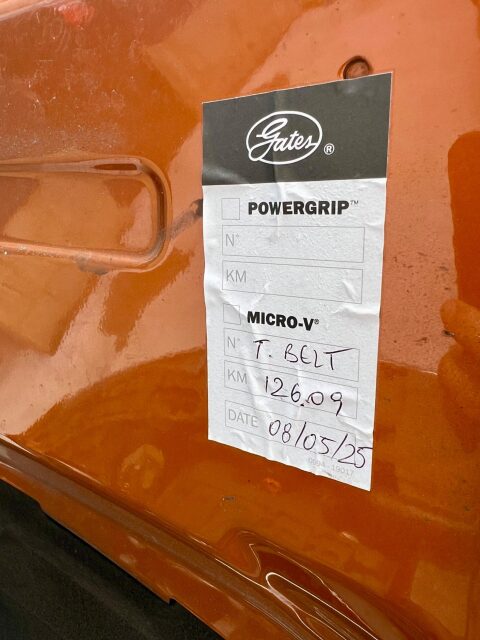 Gates®
POWERGRIP™
N°
KM
MICRO-V®
N° T. BELT
KM 126.09
DATE 08/05/25